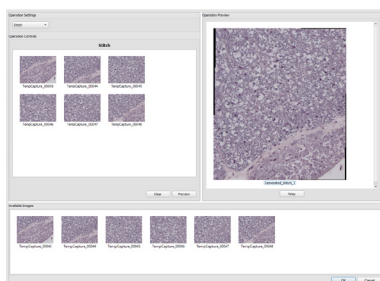 Operation Settings
Stitch
Operation Controls
Stitch
TempCapture_00043 TempCapture_00044 TempCapture_00045
TempCapture_00046 TempCapture_00047 TempCapture_00048
Clear Preview
Operation Preview
Generated_Stitch_1
Keep
Available Images
TempCapture_00043 TempCapture_00044 TempCapture_00045 TempCapture_00046 TempCapture_00047 TempCapture_00048
OK Cancel